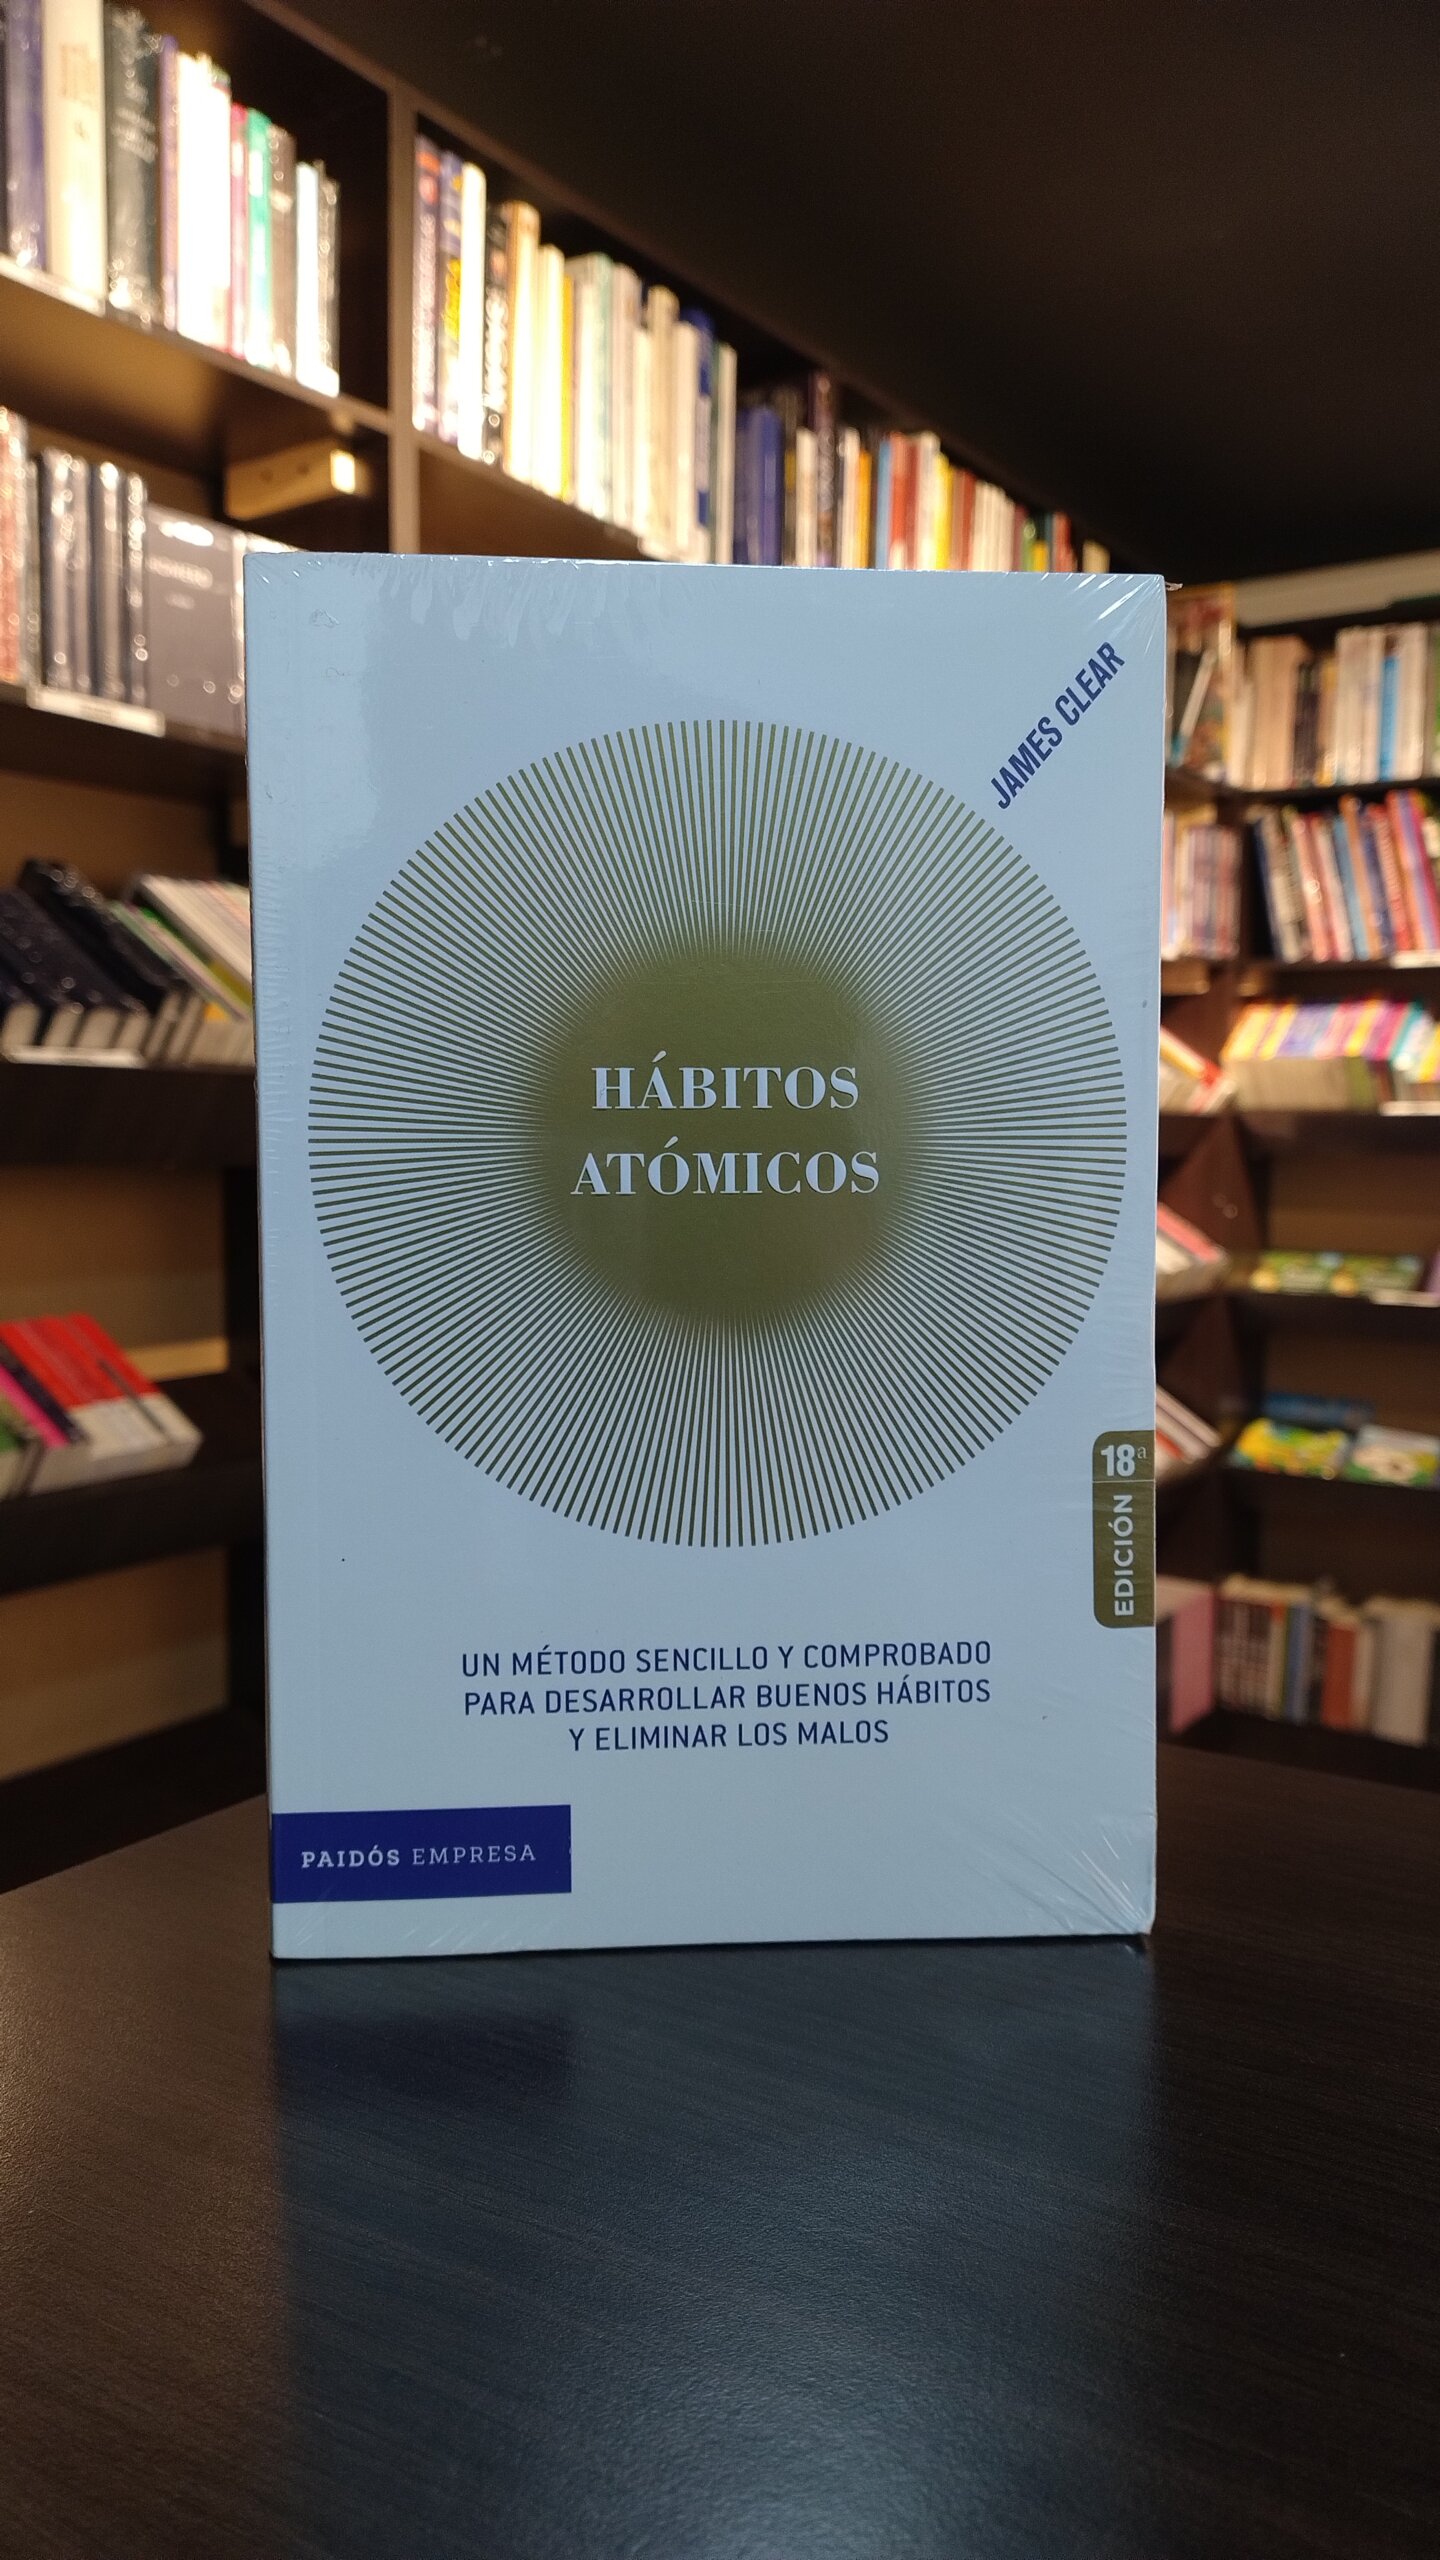 JAMES CLEAR
HÁBITOS
ATÓMICOS
18ª
EDICIÓN
UN MÉTODO SENCILLO Y COMPROBADO
PARA DESARROLLAR BUENOS HÁBITOS
Y ELIMINAR LOS MALOS
PAIDÓS EMPRESA